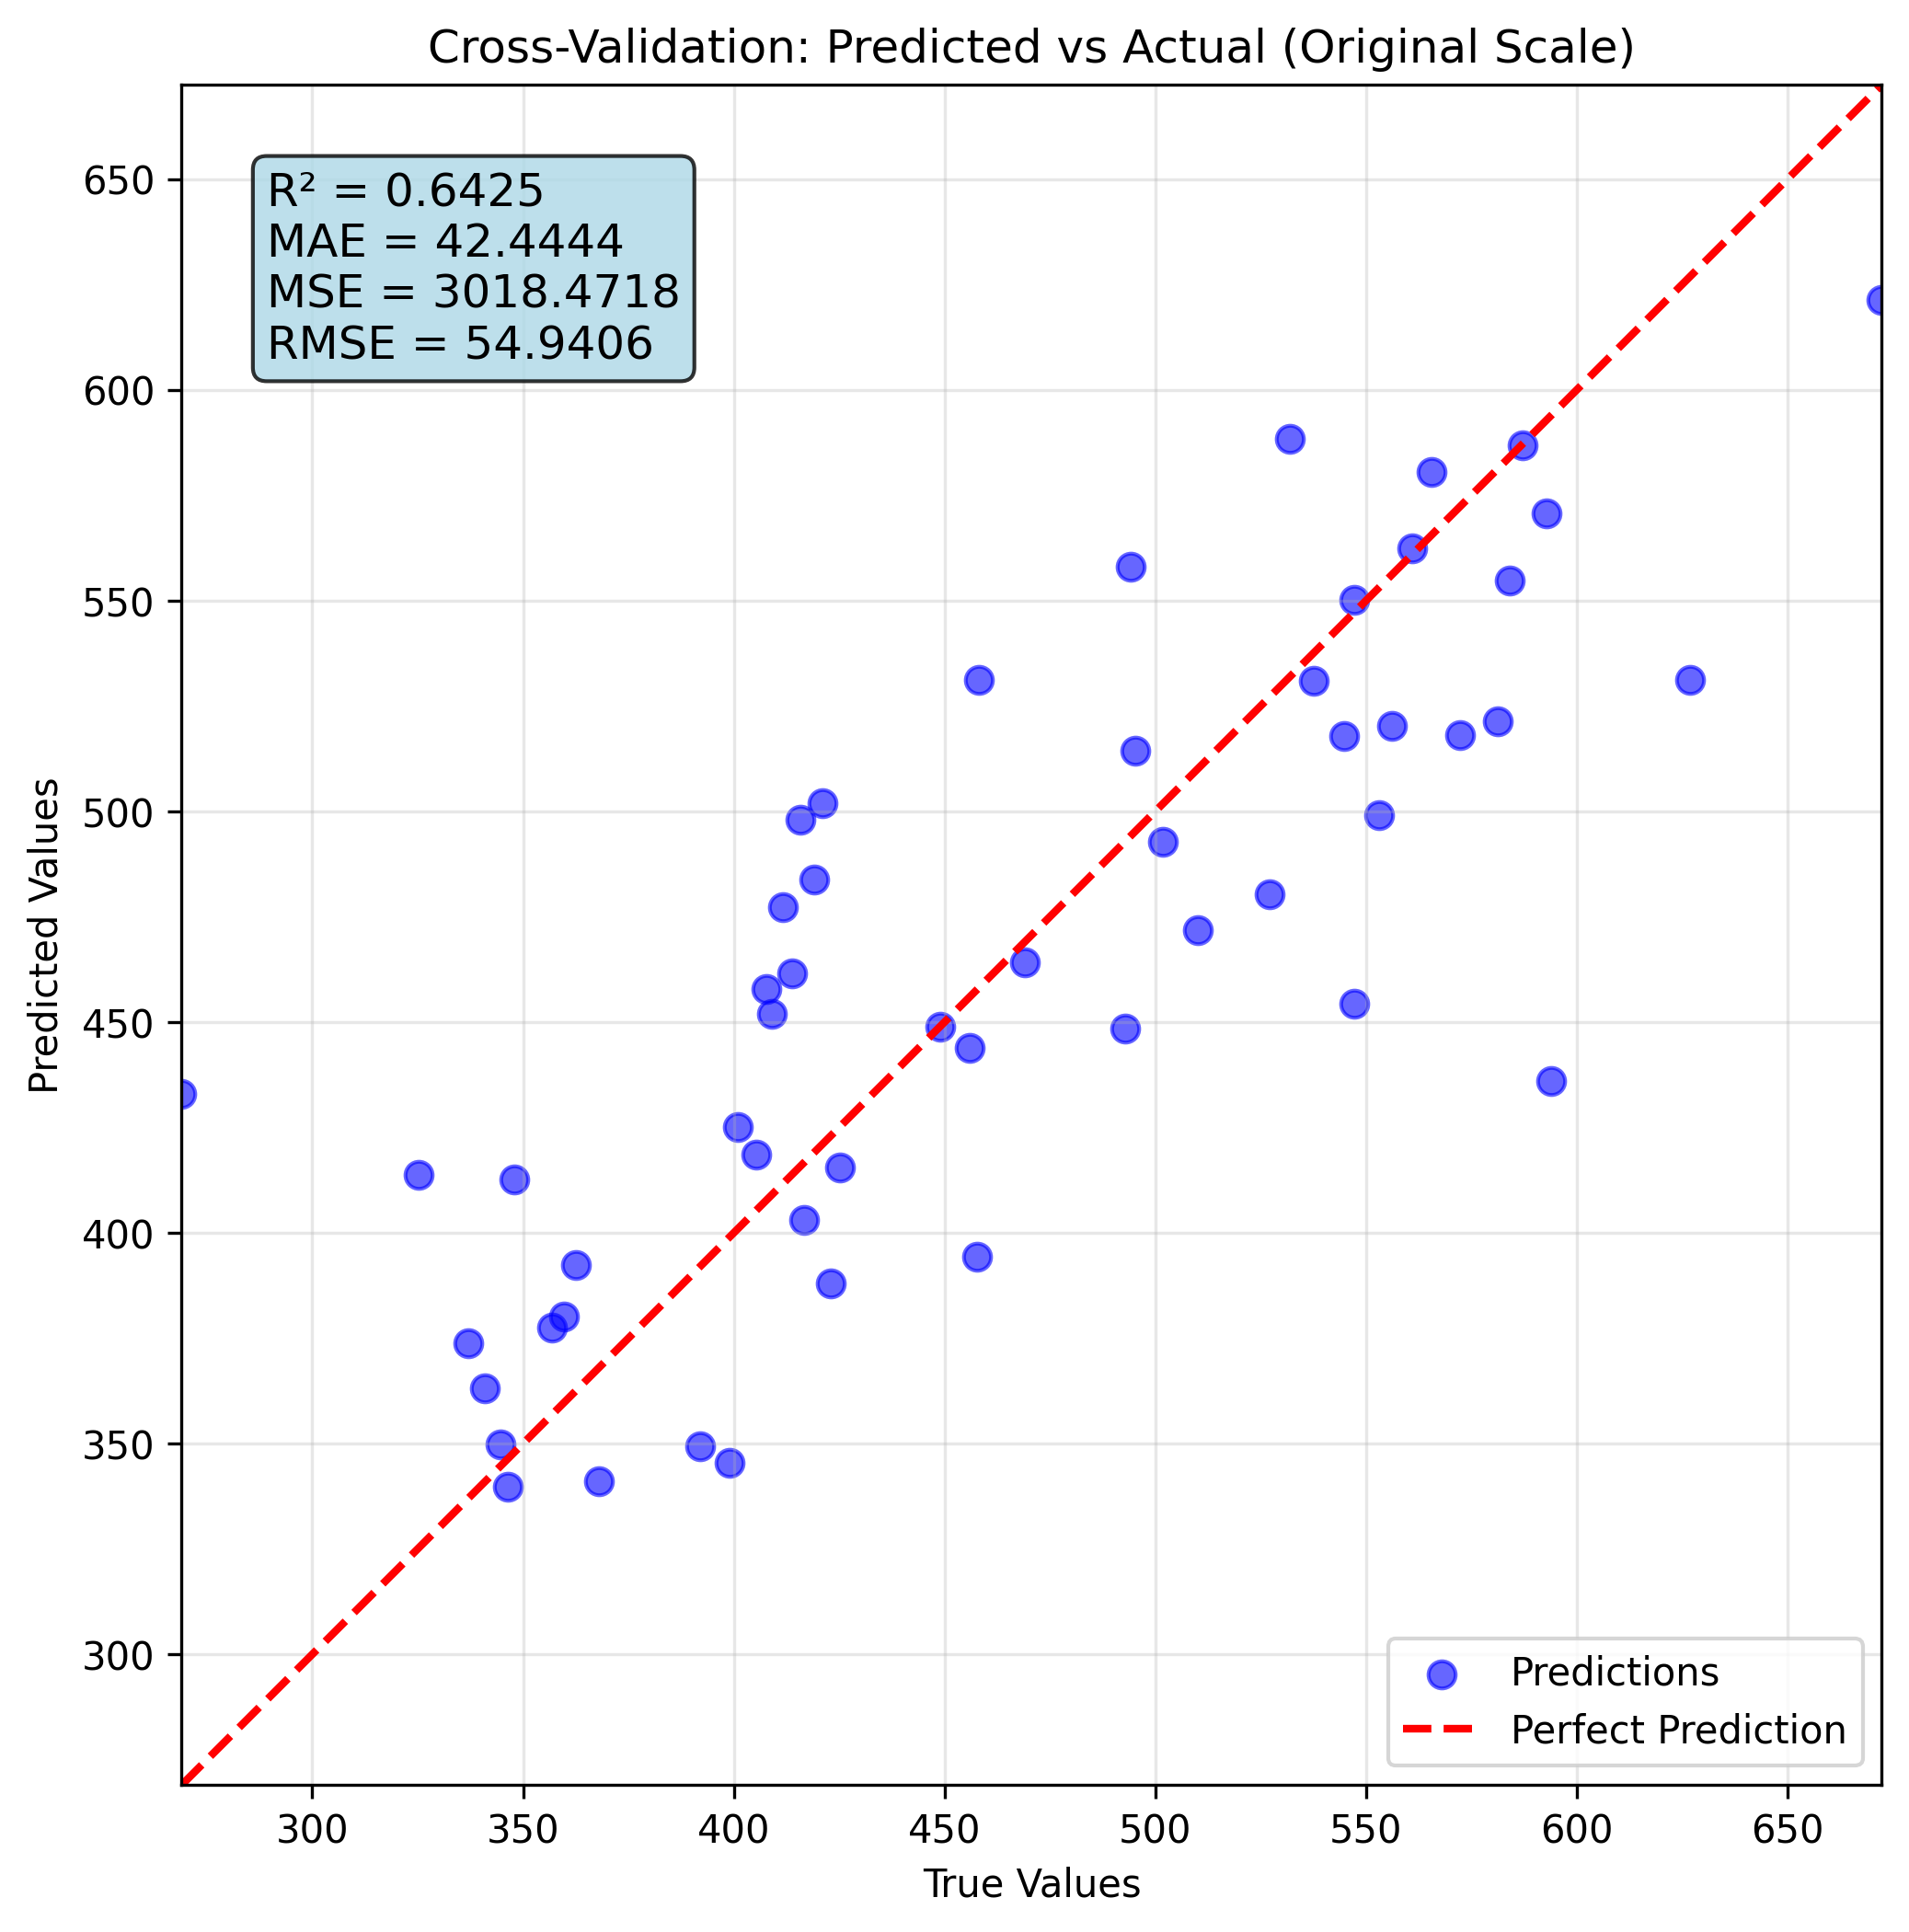 Cross-Validation: Predicted vs Actual (Original Scale)
R² = 0.6425
MAE = 42.4444
MSE = 3018.4718
RMSE = 54.9406
Predicted Values
650
600
550
500
450
400
350
300
Predictions
Perfect Prediction
300 350 400 450 500 550 600 650
True Values